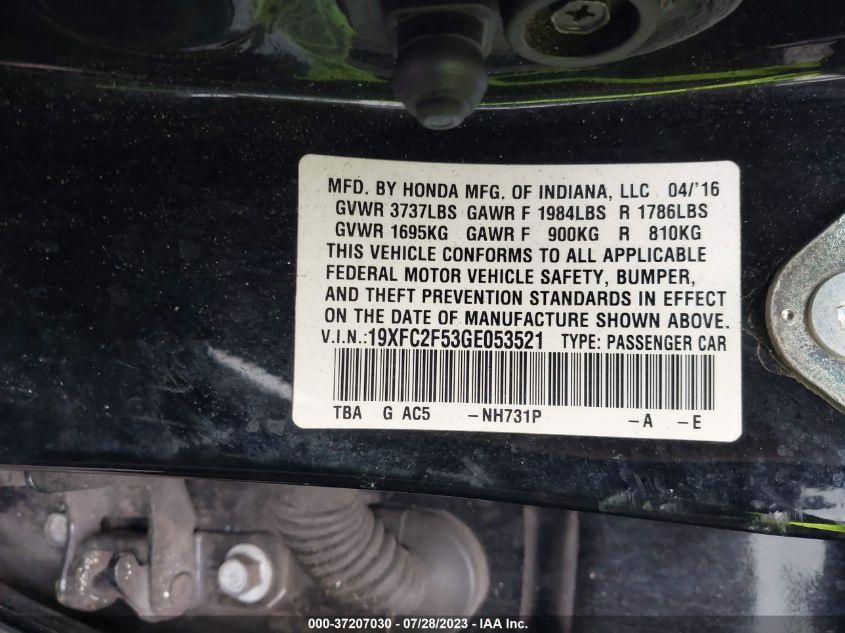 MFD. BY HONDA MFG. OF INDIANA, LLC 04/'16
GVWR 3737LBS GAWR F 1984LBS R 1786LBS
GVWR 1695KG GAWR F 900KG R 810KG
THIS VEHICLE CONFORMS TO ALL APPLICABLE
FEDERAL MOTOR VEHICLE SAFETY, BUMPER,
AND THEFT PREVENTION STANDARDS IN EFFECT
ON THE DATE OF MANUFACTURE SHOWN ABOVE.
V.I.N.:19XFC2F53GE053521 TYPE: PASSENGER CAR
TBA G AC5 -NH731P -A -E
000-37207030 - 07/28/2023 - IAA Inc.